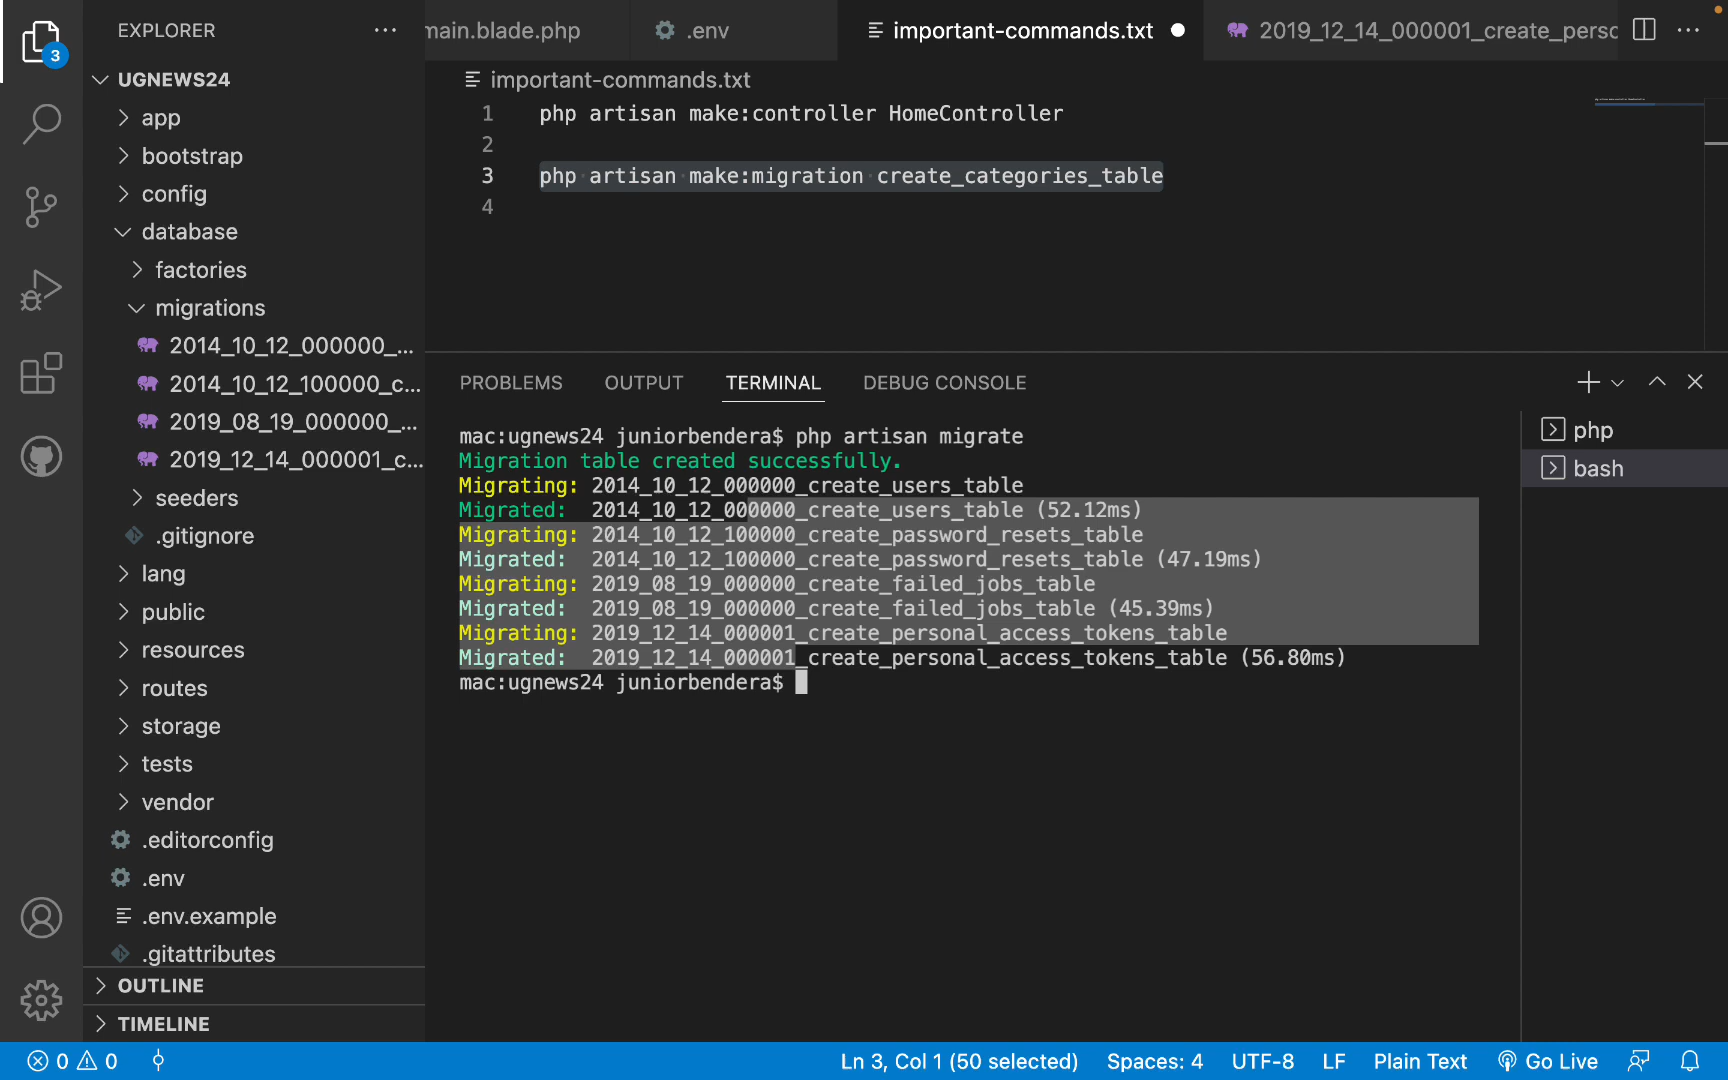 EXPLORER
3
UGNEWS24
app
bootstrap
config
database
factories
migrations
2014_10_12_000000_...
2014_10_12_100000_c...
2019_08_19_000000_...
2019_12_14_000001_c...
seeders
.gitignore
lang
public
resources
routes
storage
tests
vendor
.editorconfig
.env
.env.example
.gitattributes
OUTLINE
TIMELINE
main.blade.php
.env
important-commands.txt
2019_12_14_000001_create_perso
important-commands.txt
1 php artisan make:controller HomeController
2
3 php artisan make:migration create_categories_table
4
PROBLEMS OUTPUT TERMINAL DEBUG CONSOLE
mac:ugnews24 juniorbendera$ php artisan migrate
Migration table created successfully.
Migrating: 2014_10_12_000000_create_users_table
Migrated: 2014_10_12_000000_create_users_table (52.12ms)
Migrating: 2014_10_12_100000_create_password_resets_table
Migrated: 2014_10_12_100000_create_password_resets_table (47.19ms)
Migrating: 2019_08_19_000000_create_failed_jobs_table
Migrated: 2019_08_19_000000_create_failed_jobs_table (45.39ms)
Migrating: 2019_12_14_000001_create_personal_access_tokens_table
Migrated: 2019_12_14_000001_create_personal_access_tokens_table (56.80ms)
mac:ugnews24 juniorbendera$
php
bash
0 0
Ln 3, Col 1 (50 selected) Spaces: 4 UTF-8 LF Plain Text Go Live